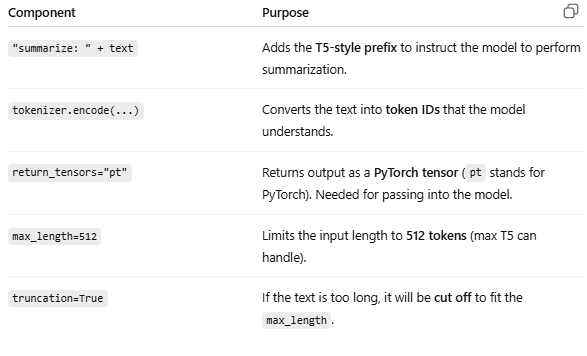 Component Purpose
"summarize: " + text Adds the T5-style prefix to instruct the model to perform
summarization.
tokenizer.encode(...) Converts the text into token IDs that the model
understands.
return_tensors="pt" Returns output as a PyTorch tensor ( pt stands for
PyTorch). Needed for passing into the model.
max_length=512 Limits the input length to 512 tokens (max T5 can
handle).
truncation=True If the text is too long, it will be cut off to fit the
max_length .